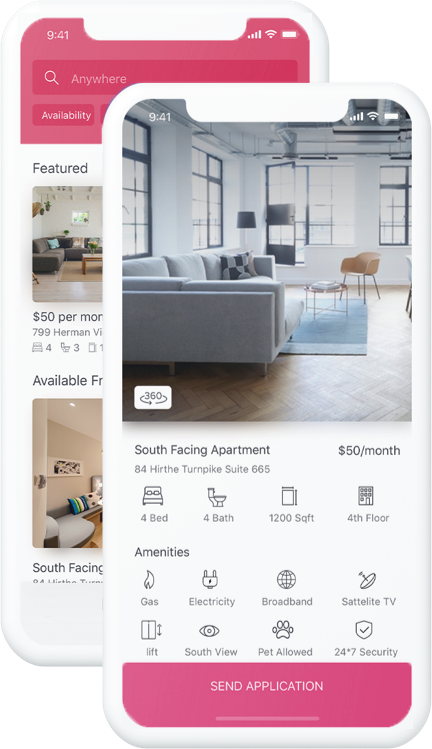 9:41
Anywhere
Availability
Featured
$50 per mon
799 Herman Vi
4 3 1
Available Fr
South Facing
84 Hirthe Turn
9:41
360
South Facing Apartment $50/month
84 Hirthe Turnpike Suite 665
4 Bed 4 Bath 1200 Sqft 4th Floor
Amenities
Gas Electricity Broadband Sattelite TV
lift South View Pet Allowed 24*7 Security
SEND APPLICATION